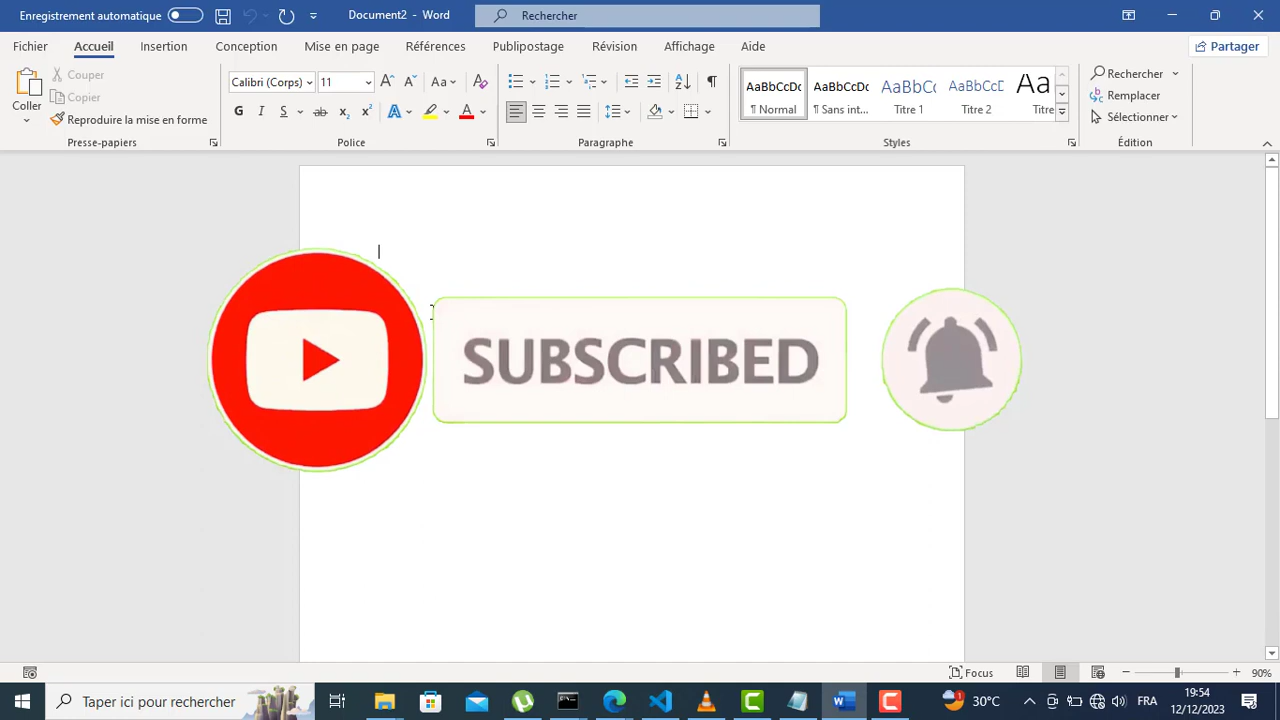 Enregistrement automatique
Document2 - Word
Rechercher
Fichier
Accueil
Insertion
Conception
Mise en page
Références
Publipostage
Révision
Affichage
Aide
Partager
Coller
Couper
Copier
Reproduire la mise en forme
Presse-papiers
Calibri (Corps)
11
Aa
Police
Paragraphe
AaBbCcDc
¶ Normal
AaBbCcDc
¶ Sans int...
AaBbCc
Titre 1
AaBbCcD
Titre 2
Aa
Titre
Styles
Rechercher
Remplacer
Sélectionner
Édition
SUBSCRIBED
Focus
90%
Taper ici pour rechercher
30°C
FRA
19:54
12/12/2023